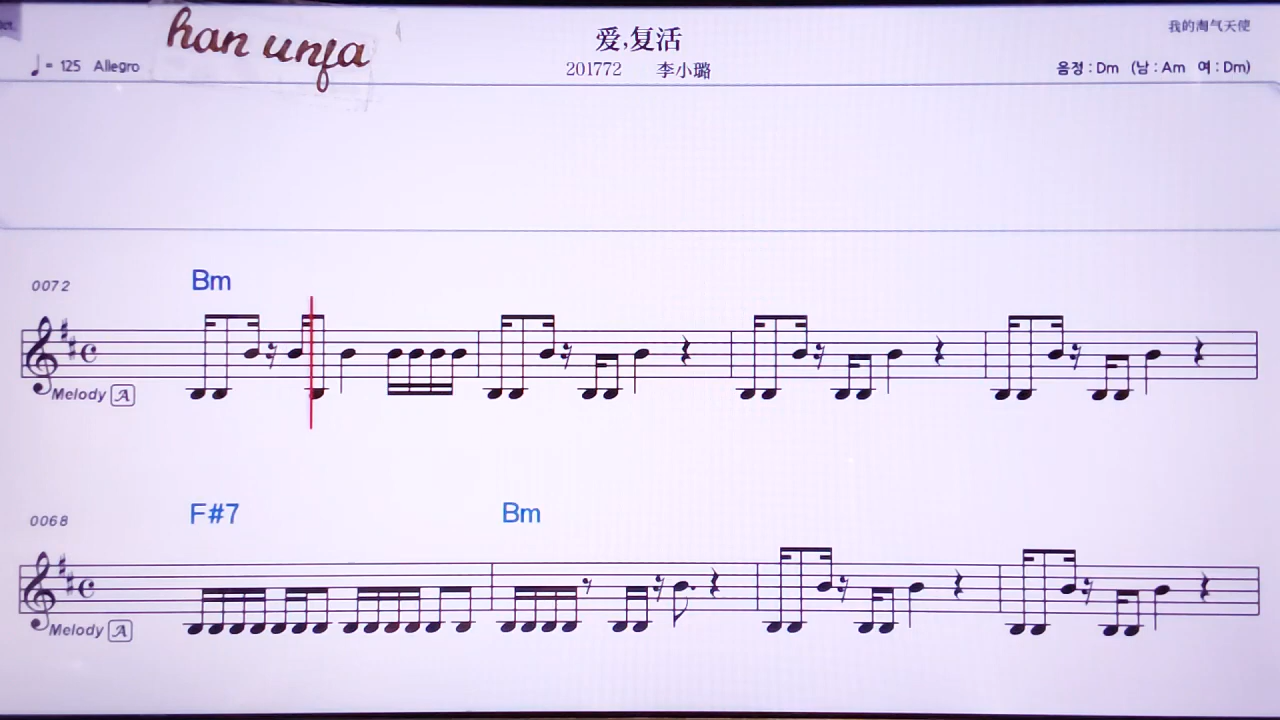 han unfa
爱,复活
我的淘气天使
♩= 125 Allegro
201772 李小璐
음정 : Dm (남 : Am 여 : Dm)
0072
Bm
Melody A
0068
F#7 Bm
Melody A